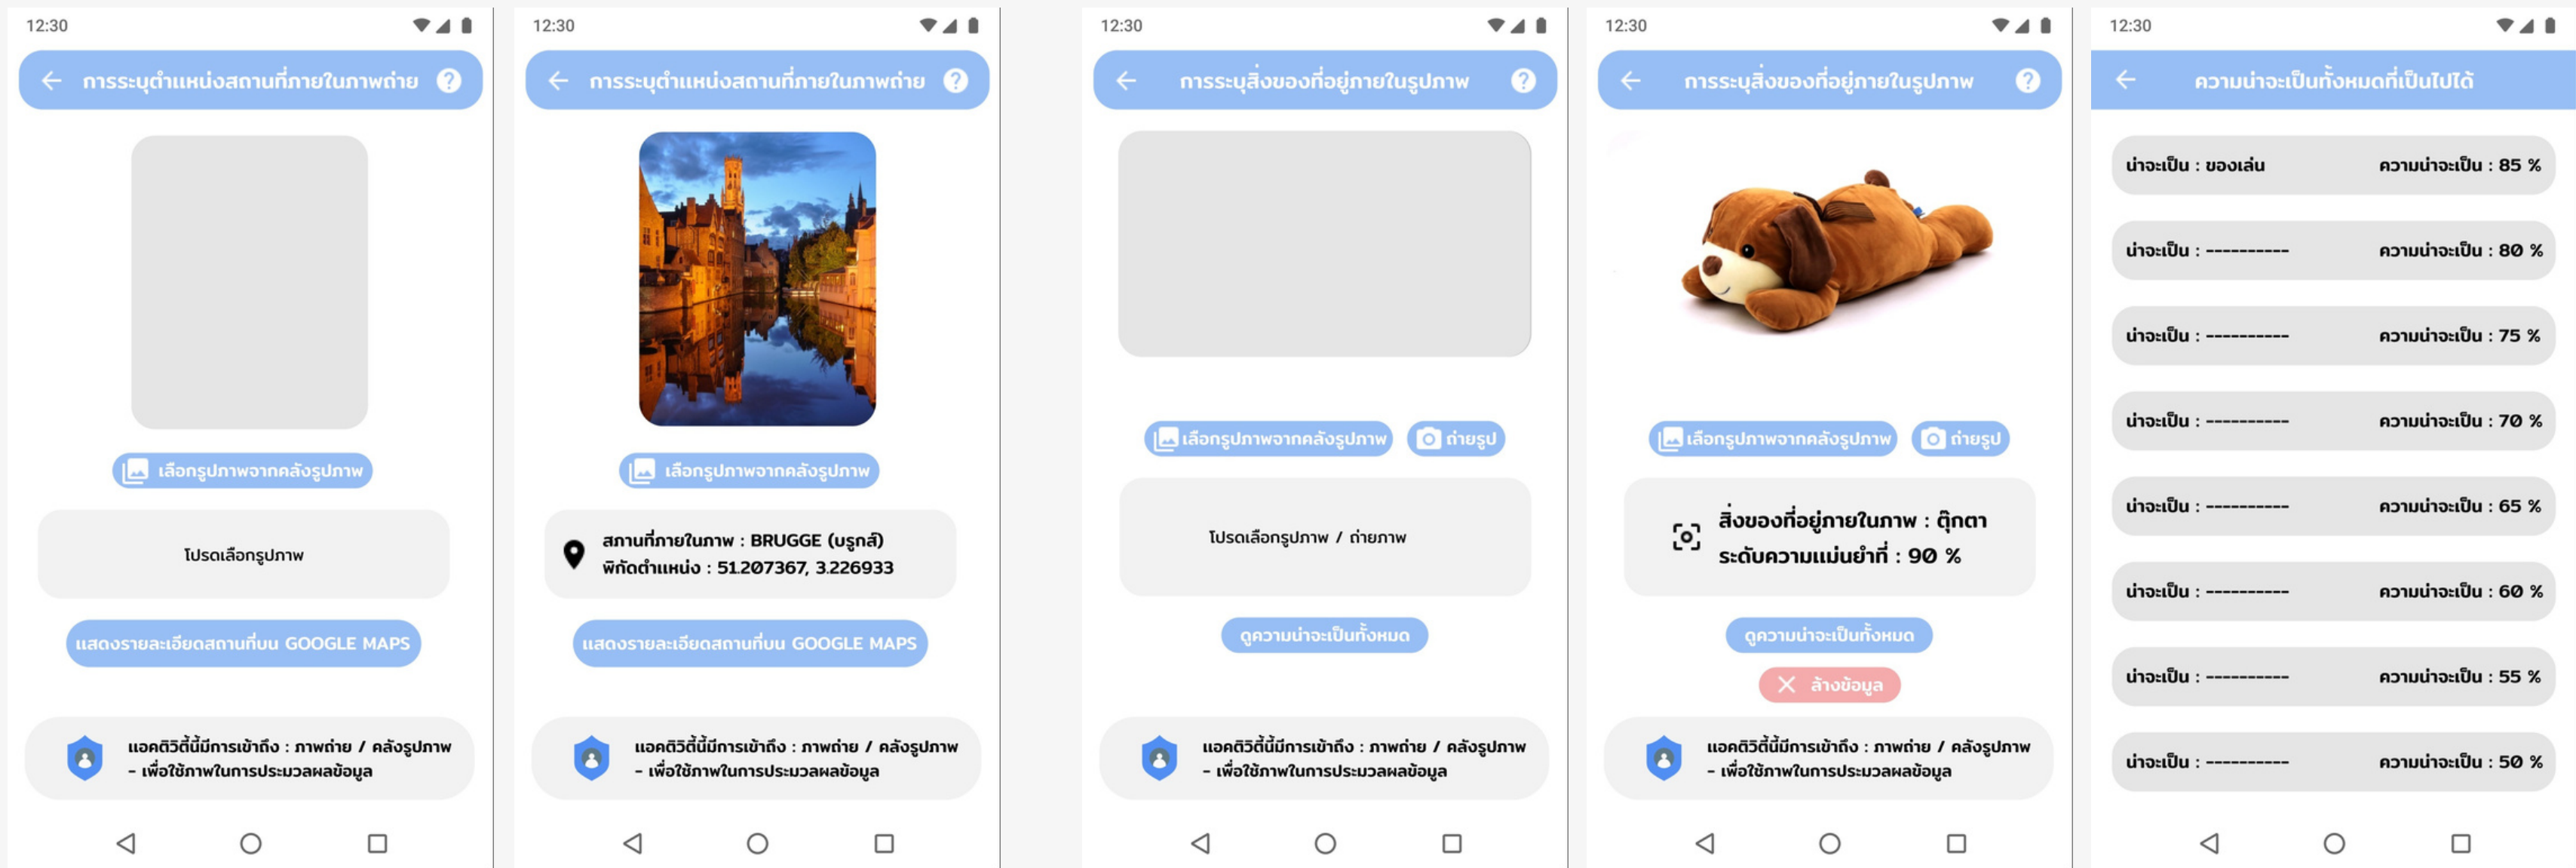 12:30
การระบุตำแหน่งสถานที่ภายในภาพถ่าย ?
เลือกรูปภาพจากคลังรูปภาพ
โปรดเลือกรูปภาพ
แสดงรายละเอียดสถานที่บน GOOGLE MAPS
แอคติวิตี้นี้มีการเข้าถึง : ภาพถ่าย / คลังรูปภาพ
- เพื่อใช้ภาพในการประมวลผลข้อมูล
12:30
การระบุตำแหน่งสถานที่ภายในภาพถ่าย ?
เลือกรูปภาพจากคลังรูปภาพ
สถานที่ภายในภาพ : BRUGGE (บรูกส์)
พิกัดตำแหน่ง : 51.207367, 3.226933
แสดงรายละเอียดสถานที่บน GOOGLE MAPS
แอคติวิตี้นี้มีการเข้าถึง : ภาพถ่าย / คลังรูปภาพ
- เพื่อใช้ภาพในการประมวลผลข้อมูล
12:30
การระบุสิ่งของที่อยู่ภายในรูปภาพ ?
เลือกรูปภาพจากคลังรูปภาพ ถ่ายรูป
โปรดเลือกรูปภาพ / ถ่ายภาพ
ดูความน่าจะเป็นทั้งหมด
แอคติวิตี้นี้มีการเข้าถึง : ภาพถ่าย / คลังรูปภาพ
- เพื่อใช้ภาพในการประมวลผลข้อมูล
12:30
การระบุสิ่งของที่อยู่ภายในรูปภาพ ?
เลือกรูปภาพจากคลังรูปภาพ ถ่ายรูป
สิ่งของที่อยู่ภายในภาพ : ตุ๊กตา
ระดับความแม่นยำที่ : 90 %
ดูความน่าจะเป็นทั้งหมด
ล้างข้อมูล
แอคติวิตี้นี้มีการเข้าถึง : ภาพถ่าย / คลังรูปภาพ
- เพื่อใช้ภาพในการประมวลผลข้อมูล
12:30
ความน่าจะเป็นทั้งหมดที่เป็นไปได้
น่าจะเป็น : ของเล่น ความน่าจะเป็น : 85 %
น่าจะเป็น : ---------- ความน่าจะเป็น : 80 %
น่าจะเป็น : ---------- ความน่าจะเป็น : 75 %
น่าจะเป็น : ---------- ความน่าจะเป็น : 70 %
น่าจะเป็น : ---------- ความน่าจะเป็น : 65 %
น่าจะเป็น : ---------- ความน่าจะเป็น : 60 %
น่าจะเป็น : ---------- ความน่าจะเป็น : 55 %
น่าจะเป็น : ---------- ความน่าจะเป็น : 50 %